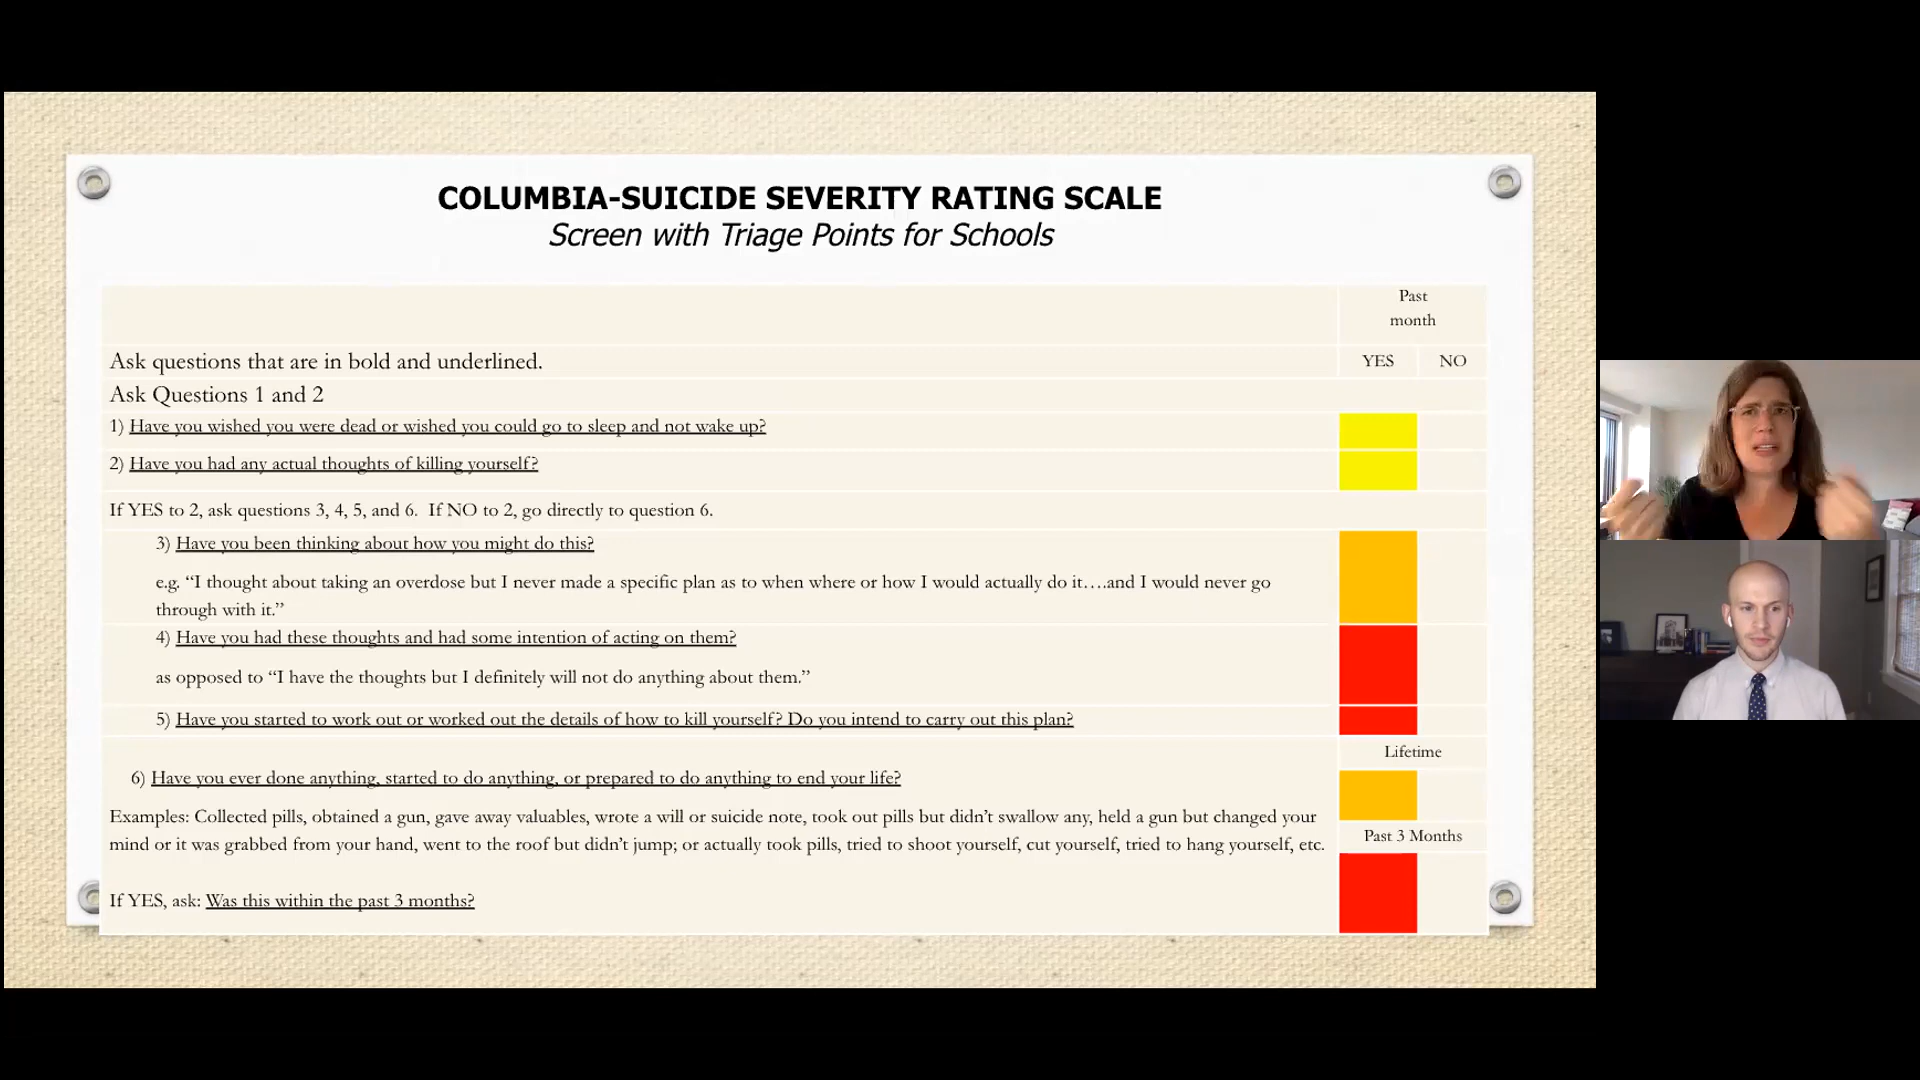 COLUMBIA-SUICIDE SEVERITY RATING SCALE
Screen with Triage Points for Schools
Past
month
Ask questions that are in bold and underlined.
YES
NO
Ask Questions 1 and 2
1) Have you wished you were dead or wished you could go to sleep and not wake up?
2) Have you had any actual thoughts of killing yourself?
If YES to 2, ask questions 3, 4, 5, and 6.  If NO to 2, go directly to question 6.
3) Have you been thinking about how you might do this?
e.g. “I thought about taking an overdose but I never made a specific plan as to when where or how I would actually do it….and I would never go
through with it.”
4) Have you had these thoughts and had some intention of acting on them?
as opposed to “I have the thoughts but I definitely will not do anything about them.”
5) Have you started to work out or worked out the details of how to kill yourself? Do you intend to carry out this plan?
Lifetime
6) Have you ever done anything, started to do anything, or prepared to do anything to end your life?
Examples: Collected pills, obtained a gun, gave away valuables, wrote a will or suicide note, took out pills but didn’t swallow any, held a gun but changed your
mind or it was grabbed from your hand, went to the roof but didn’t jump; or actually took pills, tried to shoot yourself, cut yourself, tried to hang yourself, etc.
Past 3 Months
If YES, ask: Was this within the past 3 months?